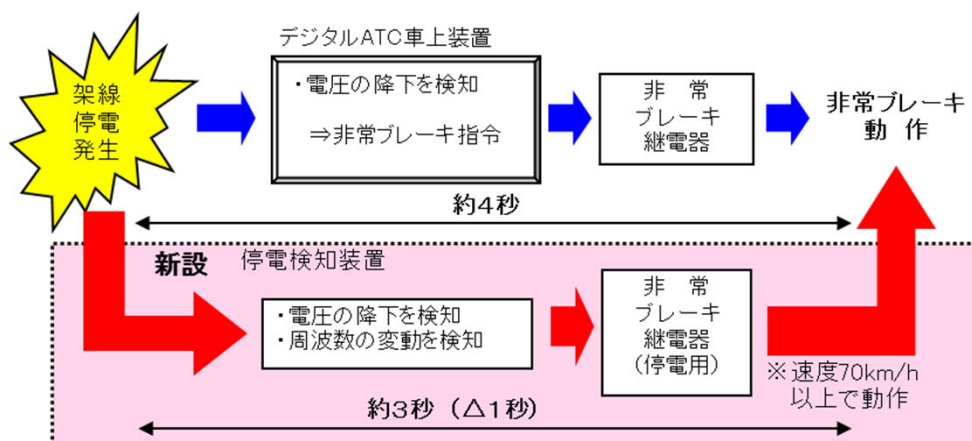 デジタルATC車上装置
架線
停電
発生
・電圧の降下を検知
⇒非常ブレーキ指令
非 常
ブレーキ
継電器
非常ブレーキ
動 作
約4秒
新設 停電検知装置
・電圧の降下を検知
・周波数の変動を検知
非 常
ブレーキ
継電器
(停電用)
※速度70km/h
以上で動作
約3秒(△1秒)